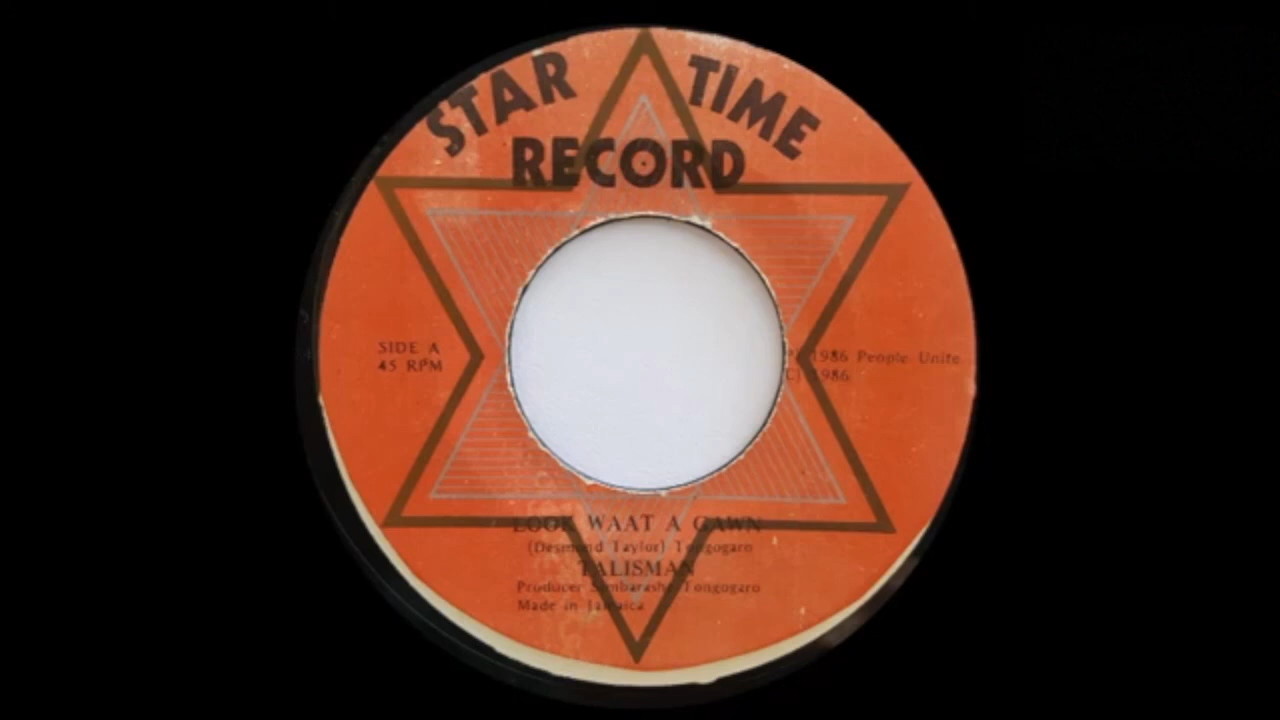 STAR TIME
RECORD
SIDE A
45 RPM
P) 1986 People Unite
C) 1986
LOOK WAAT A GAWN
(Desmond Taylor) Tongogaro
TALISMAN
Producer Simbarashe Tongogaro
Made in Jamaica